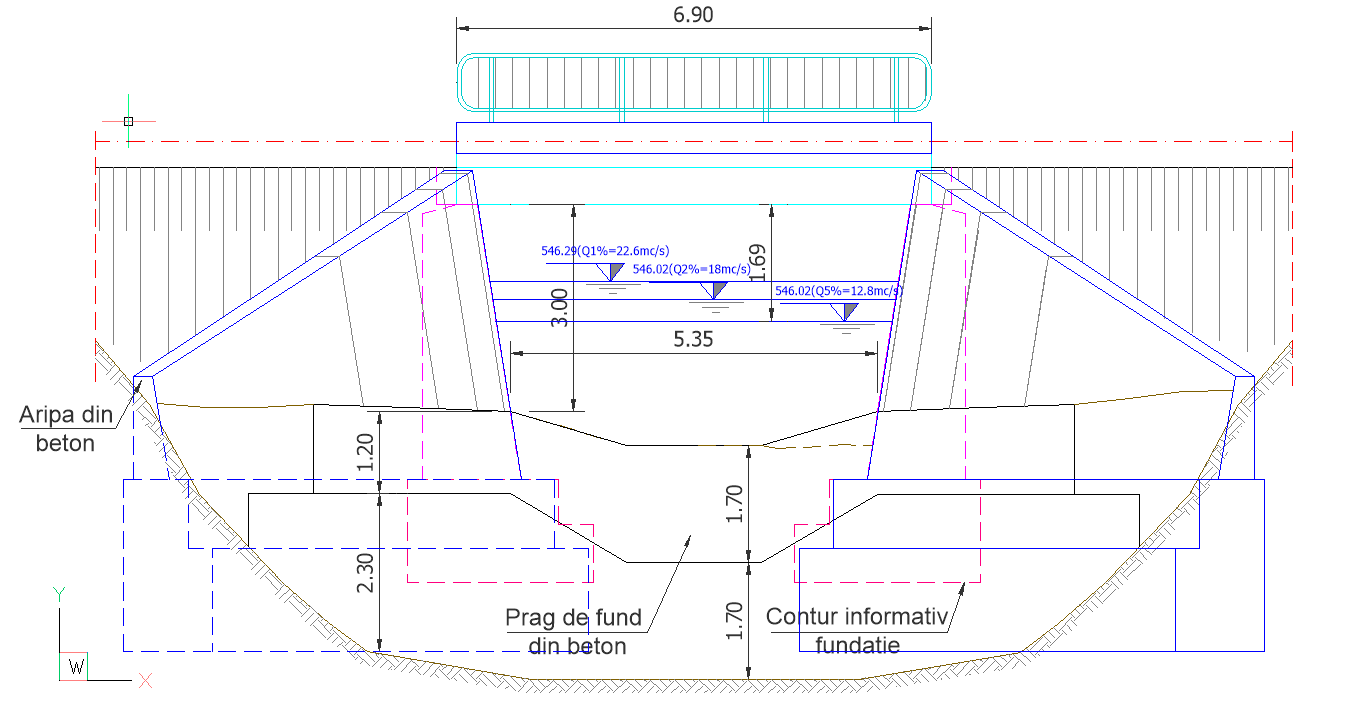 6.90
546.29(Q1%=22.6mc/s)
546.02(Q2%=18mc/s)
1.69
546.02(Q5%=12.8mc/s)
3.00
5.35
Aripa din
beton
1.20
1.70
2.30
Prag de fund
din beton
Contur informativ
fundatie
1.70
Y
W
X